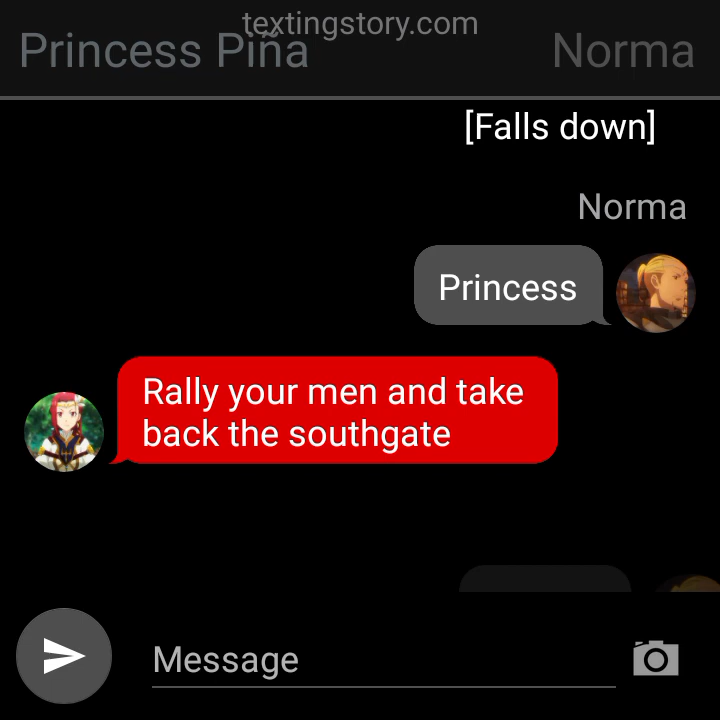 textingstory.com
Princess Piña
Norma
[Falls down]
Norma
Princess
Rally your men and take
back the southgate
Message